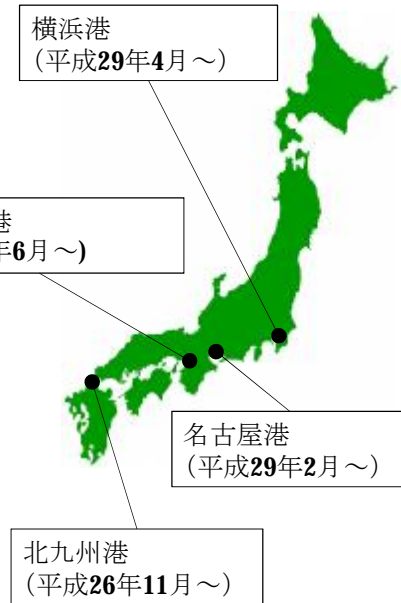 横浜港
（平成29年4月～）
港
年6月～)
名古屋港
（平成29年2月～）
北九州港
（平成26年11月～）